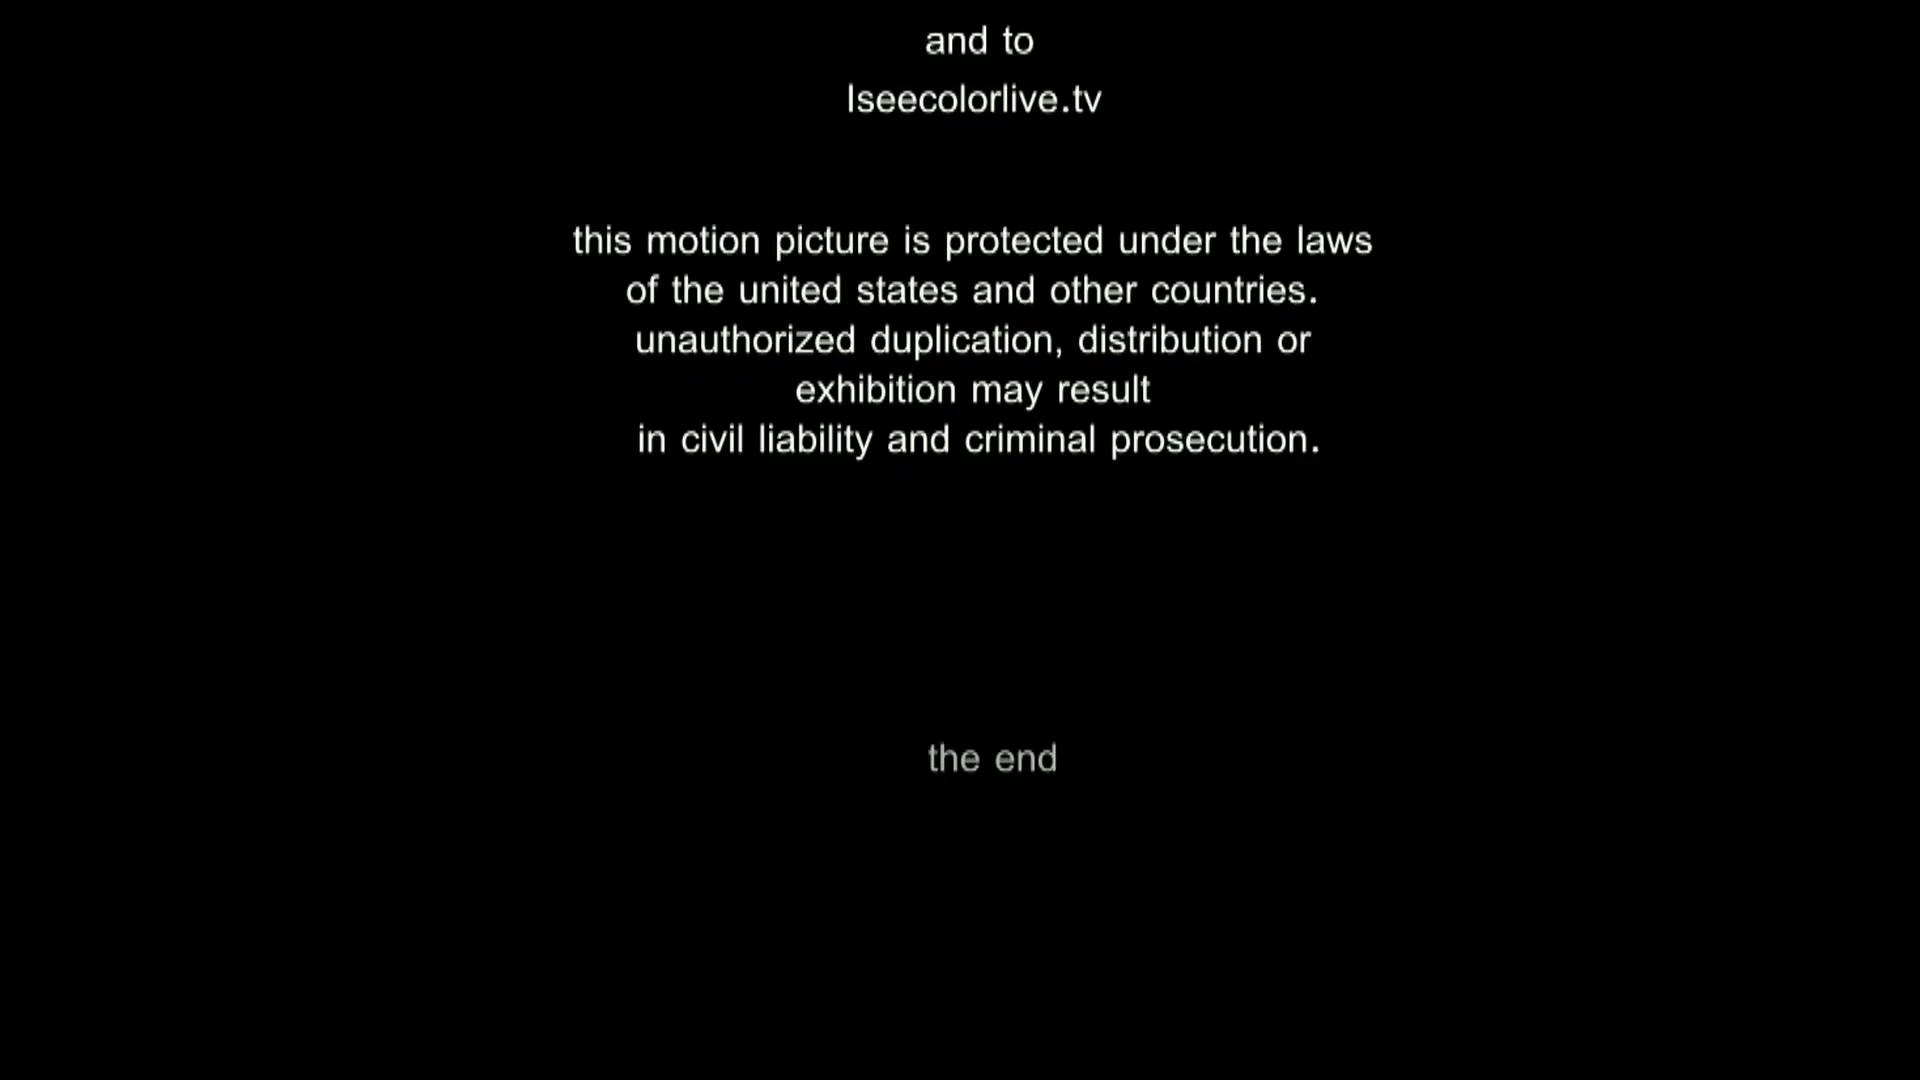 and to
Iseecolorlive.tv
this motion picture is protected under the laws
of the united states and other countries.
unauthorized duplication, distribution or
exhibition may result
in civil liability and criminal prosecution.
the end